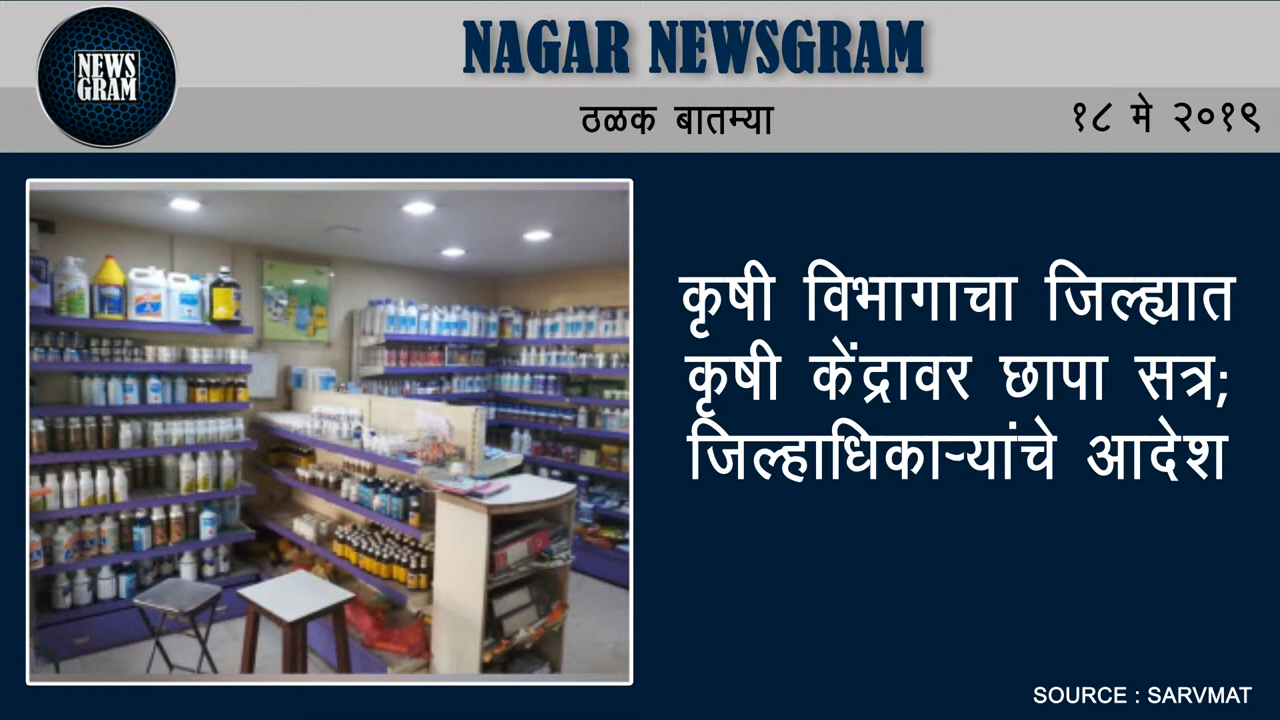 NEWS
GRAM
NAGAR NEWSGRAM
ठळक बातम्या
१८ मे २०१९
कृषी विभागाचा जिल्ह्यात
कृषी केंद्रावर छापा सत्र;
जिल्हाधिकाऱ्यांचे आदेश
SOURCE : SARVMAT